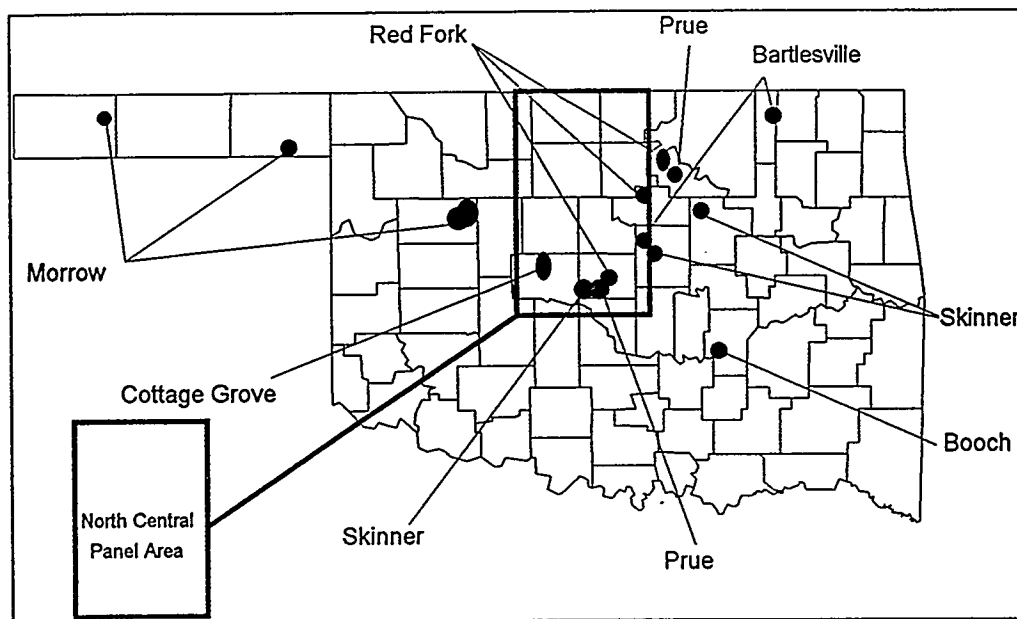 Prue
Red Fork
Bartlesville
Morrow
Skinner
Cottage Grove
Booch
North Central
Panel Area
Skinner
Prue